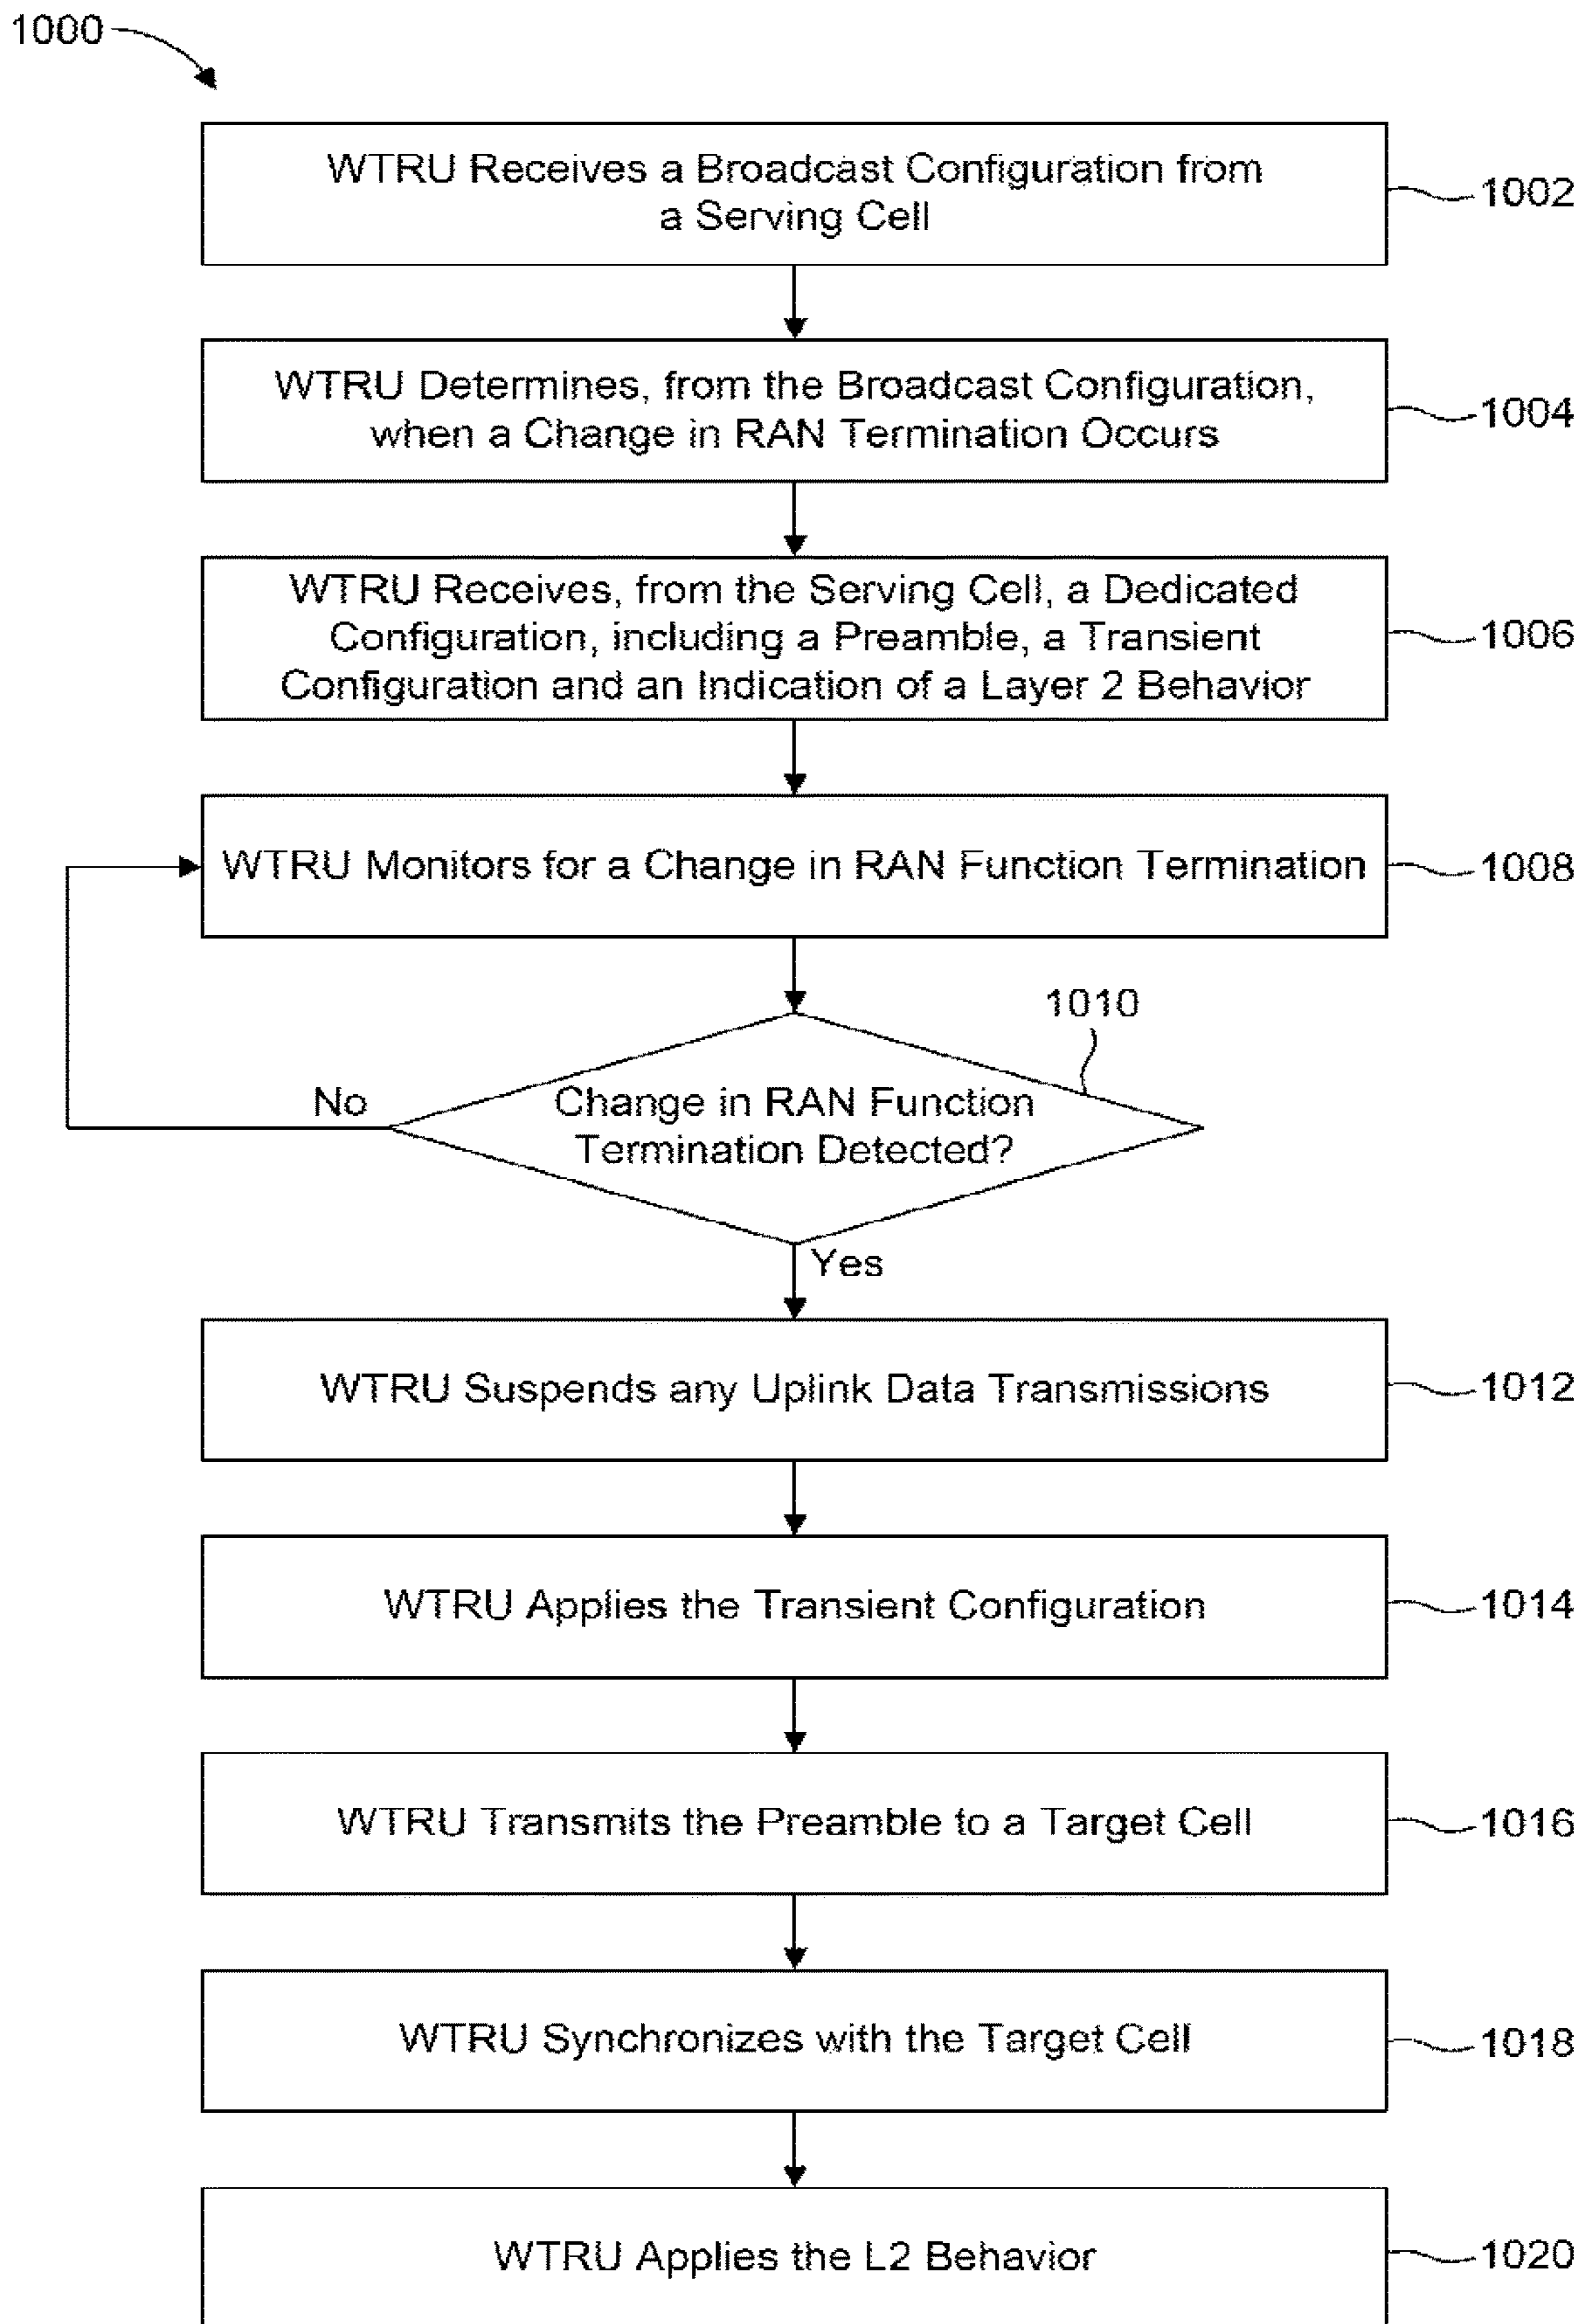 1000
WTRU Receives a Broadcast Configuration from
a Serving Cell
1002
WTRU Determines, from the Broadcast Configuration,
when a Change in RAN Termination Occurs
1004
WTRU Receives, from the Serving Cell, a Dedicated
Configuration, including a Preamble, a Transient
Configuration and an Indication of a Layer 2 Behavior
1006
WTRU Monitors for a Change in RAN Function Termination
1008
1010
Change in RAN Function
Termination Detected?
No
Yes
WTRU Suspends any Uplink Data Transmissions
1012
WTRU Applies the Transient Configuration
1014
WTRU Transmits the Preamble to a Target Cell
1016
WTRU Synchronizes with the Target Cell
1018
WTRU Applies the L2 Behavior
1020